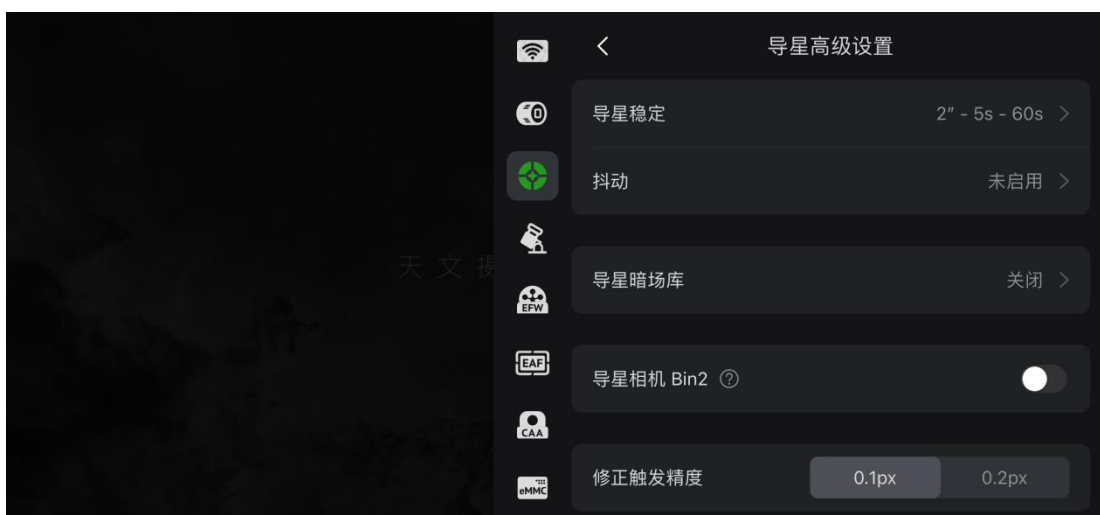 导星高级设置
导星稳定 2" - 5s - 60s
抖动 未启用
天文摄
导星暗场库 关闭
EFW
导星相机 Bin2 ?
EAF
CAA
修正触发精度 0.1px 0.2px
eMMC